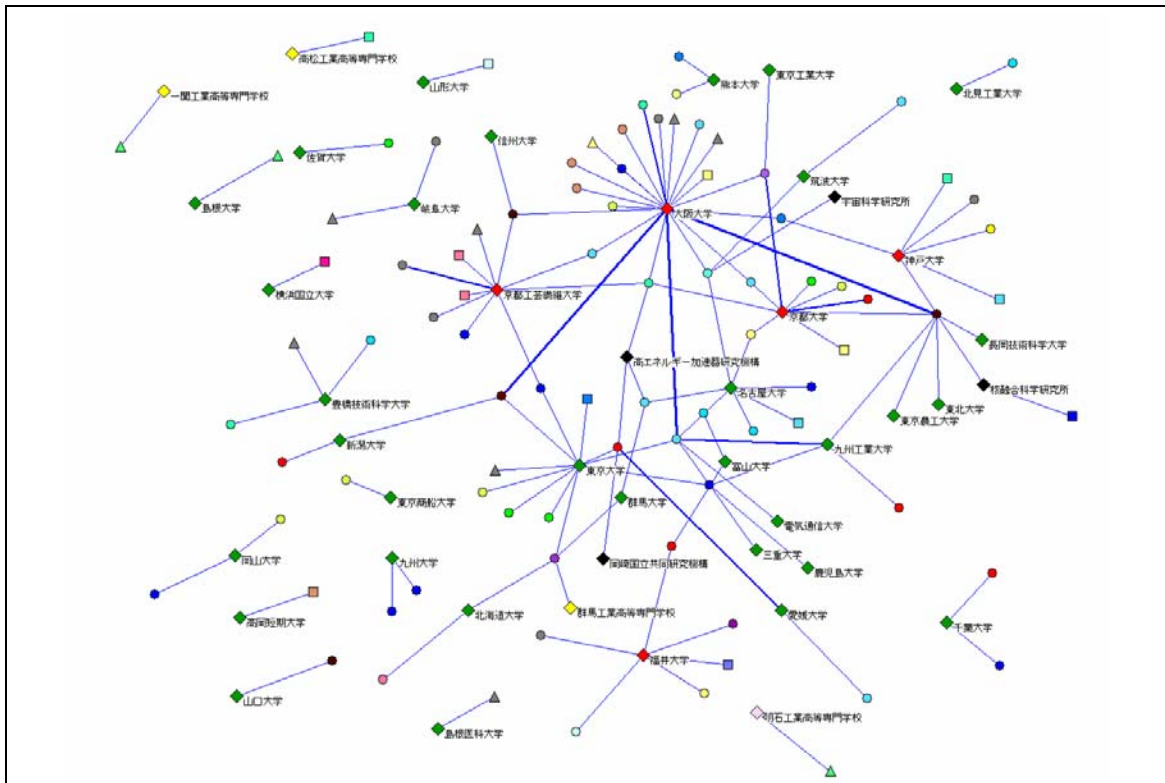 高松工業高等専門学校
東京工業大学
山形大学
熊本大学
北見工業大学
一関工業高等専門学校
信州大学
佐賀大学
筑波大学
宇宙科学研究所
島根大学
岐阜大学
大阪大学
神戸大学
横浜国立大学
京都工芸繊維大学
京都大学
長岡技術科学大学
高エネルギー加速器研究機構
核融合科学研究所
名古屋大学
豊橋技術科学大学
東北大学
東京農工大学
新潟大学
九州工業大学
富山大学
東京大学
東京商船大学
群馬大学
電気通信大学
三重大学
岡山大学
九州大学
岡崎国立共同研究機構
鹿児島大学
北海道大学
群馬工業高等専門学校
愛媛大学
高岡短期大学
千葉大学
福井大学
山口大学
明石工業高等専門学校
島根医科大学